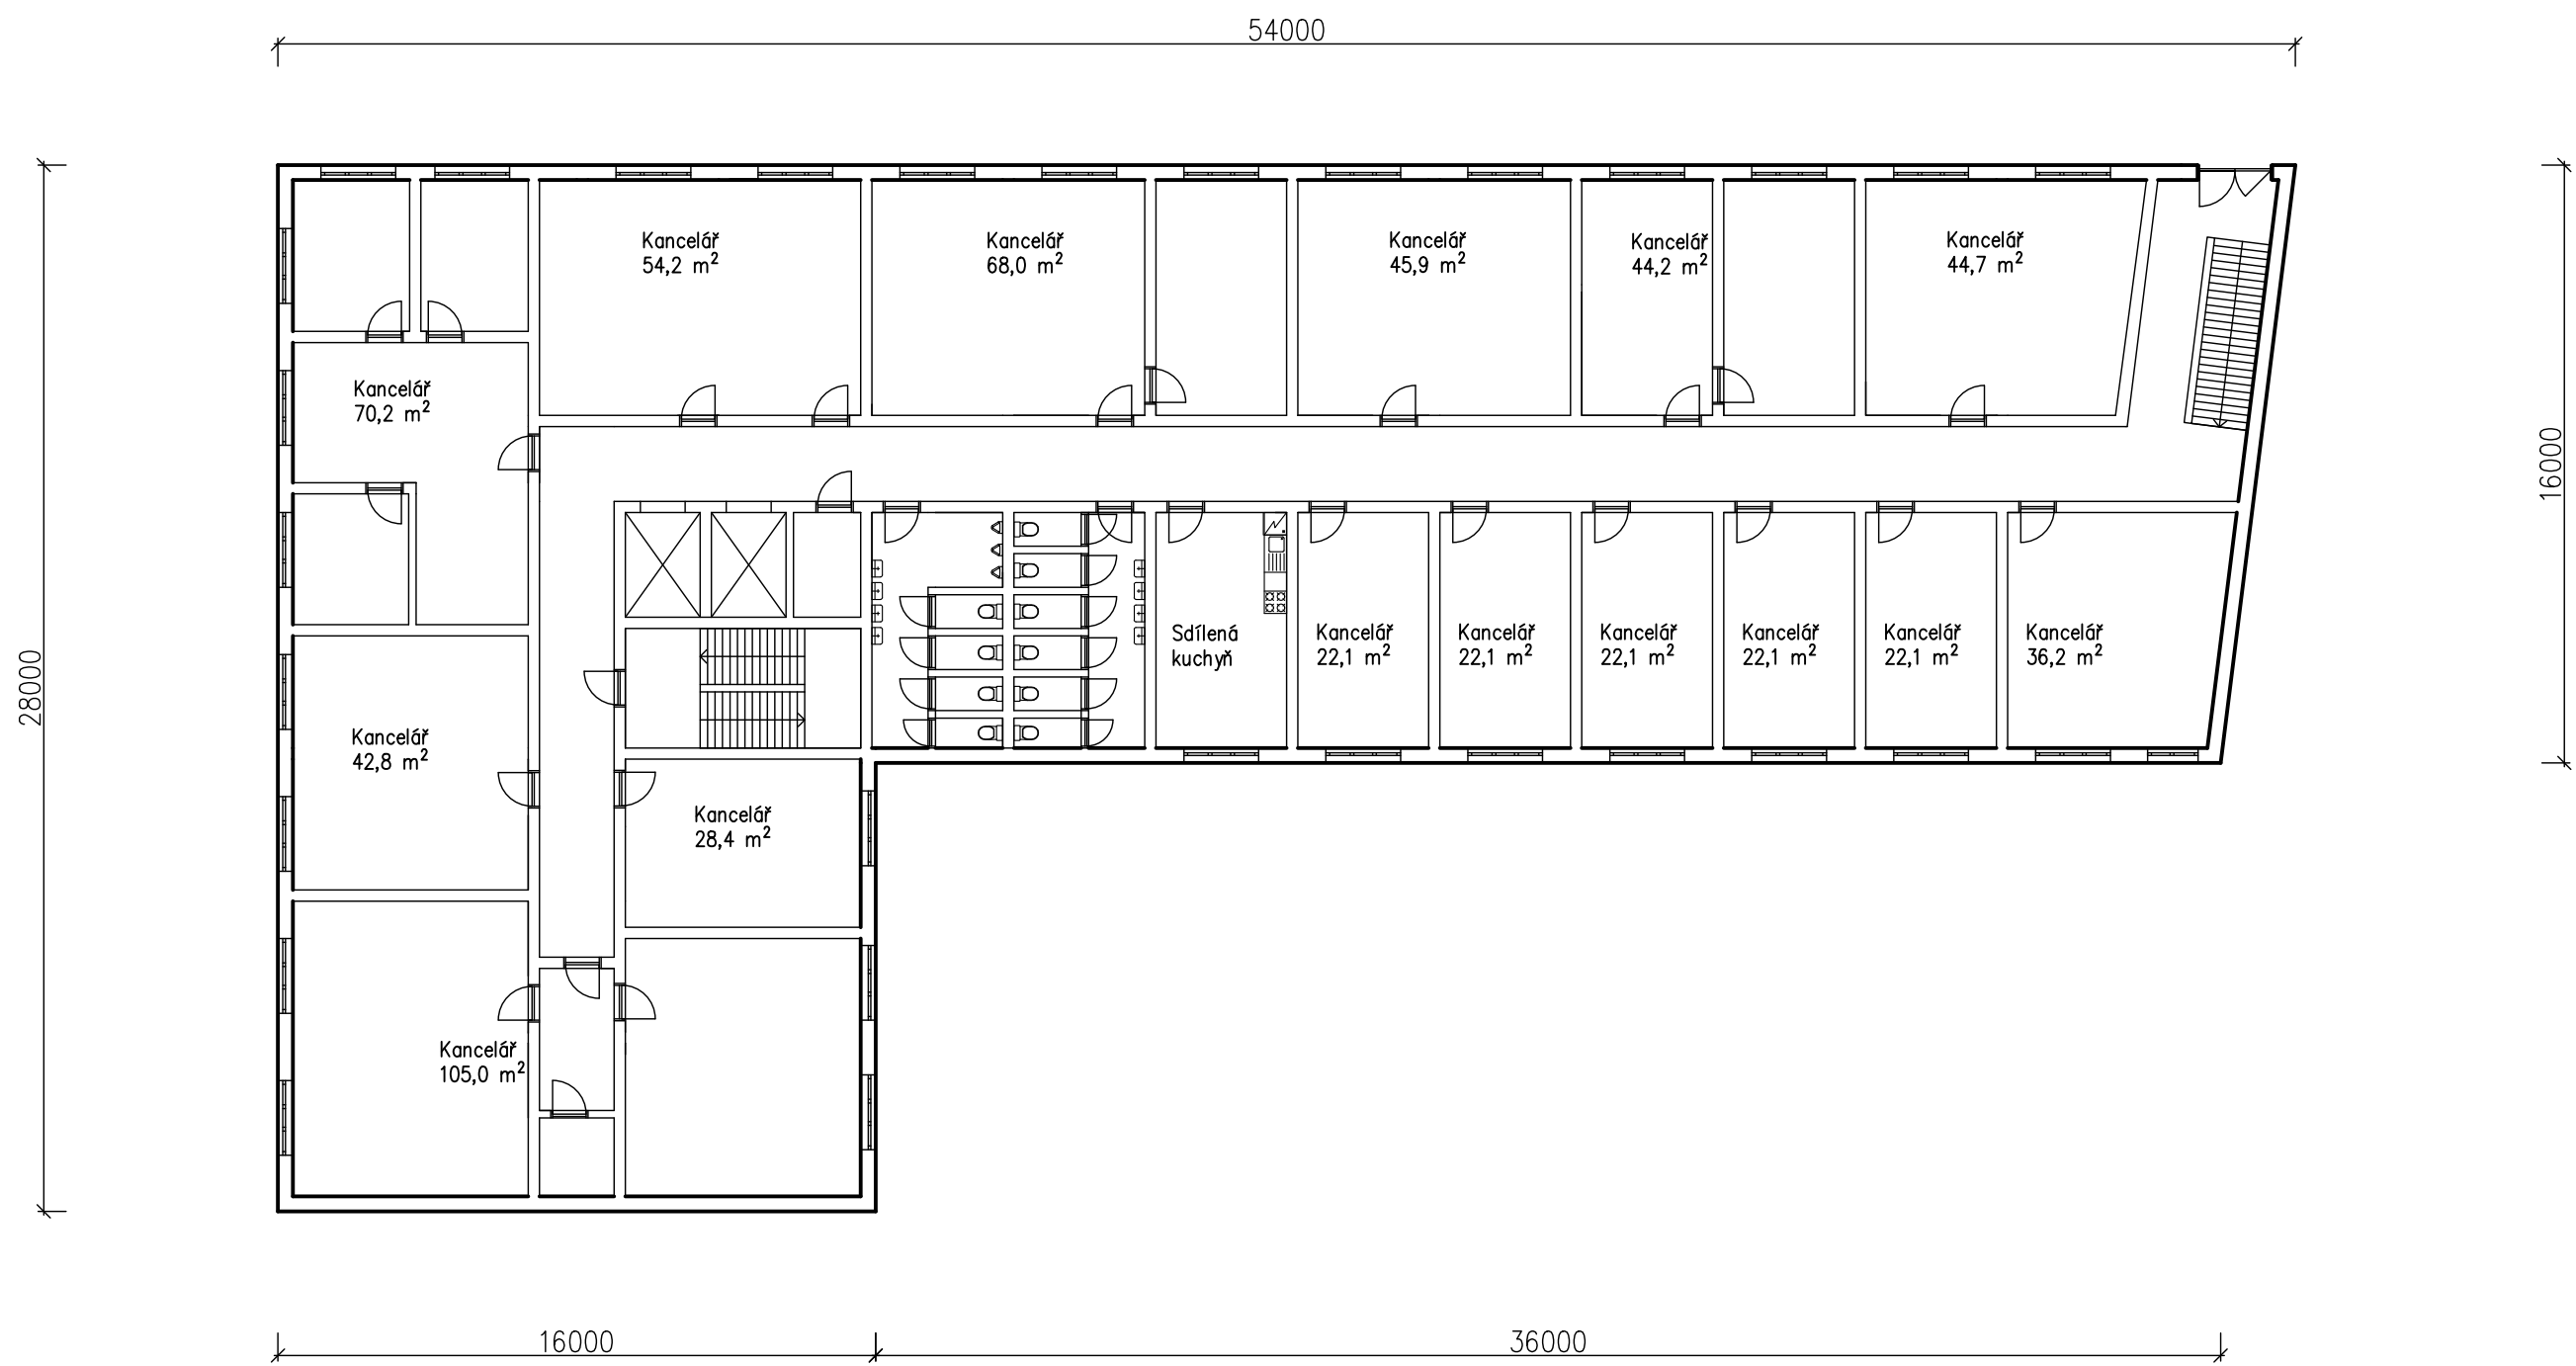 54000
28000
16000
Kancelář
54,2 m²
Kancelář
68,0 m²
Kancelář
45,9 m²
Kancelář
44,2 m²
Kancelář
44,7 m²
Kancelář
70,2 m²
Kancelář
42,8 m²
Sdílená
kuchyň
Kancelář
22,1 m²
Kancelář
22,1 m²
Kancelář
22,1 m²
Kancelář
22,1 m²
Kancelář
22,1 m²
Kancelář
36,2 m²
Kancelář
28,4 m²
Kancelář
105,0 m²
16000
36000